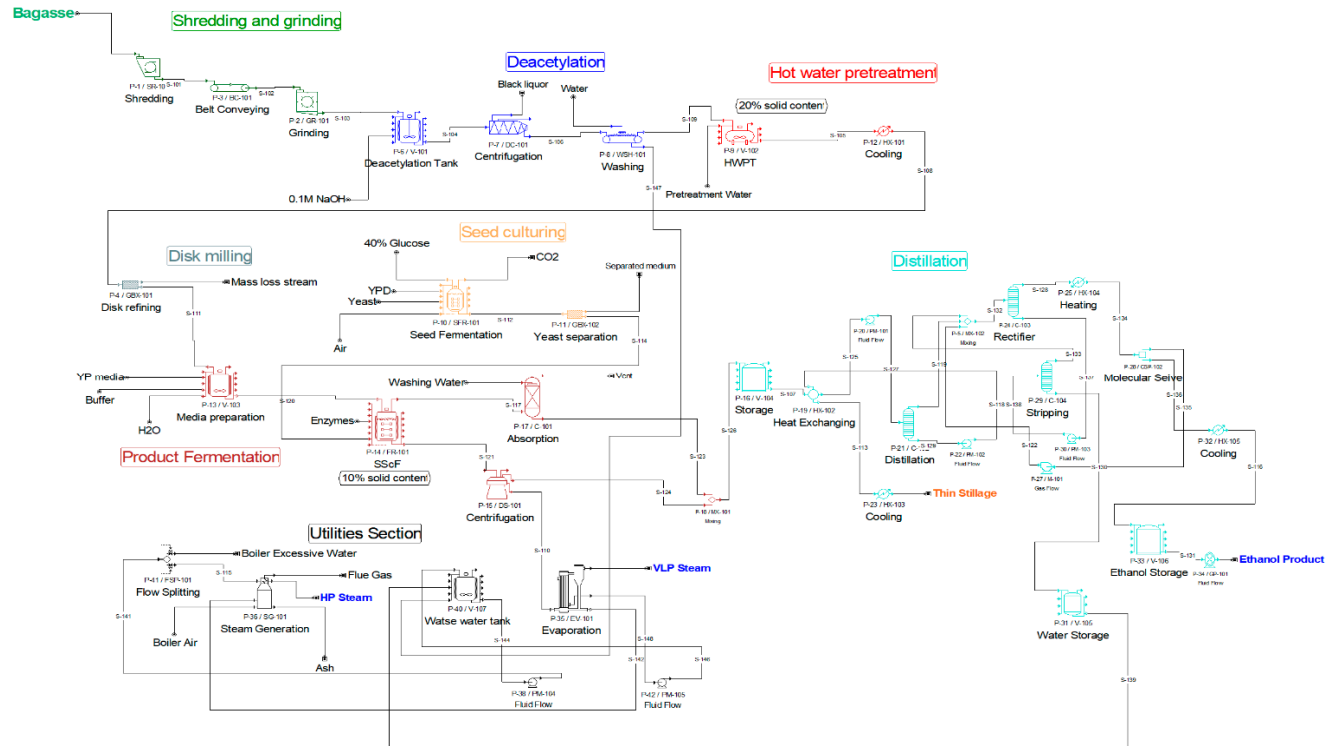 Bagasse
Shredding and grinding
P-1 / SR-10
S-101
Shredding
P-3 / BC-101
S-102
Belt Conveying
P-2 / GR-101
S-103
Grinding
Deacetylation
Black liquor
Water
P-6 / V-101
S-104
Deacetylation Tank
0.1M NaOH
P-7 / DC-101
S-106
Centrifugation
P-8 / WSH-101
S-109
Washing
S-147
Hot water pretreatment
20% solid content
P-9 / V-102
HWPT
Pretreatment Water
S-105
P-12 / HX-101
Cooling
S-108
Disk milling
Mass loss stream
P-4 / GBX-101
Disk refining
S-111
Seed culturing
40% Glucose
CO2
YPD
Yeast
Air
P-10 / SFR-101
Seed Fermentation
S-112
Separated medium
P-11 / GBX-102
Yeast separation
S-114
Vent
YP media
Buffer
H2O
P-13 / V-103
Media preparation
S-120
Product Fermentation
Washing Water
S-117
P-17 / C-101
Absorption
Enzymes
P-14 / FR-101
SScF
10% solid content
S-121
P-15 / DS-101
Centrifugation
S-110
S-123
S-124
P-18 / MX-101
Mixing
S-126
Distillation
P-16 / V-104
Storage
S-107
P-19 / HX-102
Heat Exchanging
S-125
P-20 / PM-101
Fluid Flow
S-127
S-119
S-113
P-21 /
Distillation
P-22 / PM-102
Fluid Flow
S-118
S-138
P-23 / HX-103
Cooling
Thin Stillage
P-5 / MX-102
Mixing
S-132
P-24 / C-103
Rectifier
S-128
P-25 / HX-104
Heating
S-134
S-133
S-137
P-29 / C-104
Stripping
S-122
P-30 / PM-103
Fluid Flow
P-27 / M-101
Gas Flow
S-130
Molecular Seive
S-136
S-135
P-32 / HX-105
Cooling
S-116
P-33 / V-106
Ethanol Storage
S-131
P-34 / GP-101
Fluid Flow
Ethanol Product
P-31 / V-105
Water Storage
S-139
Utilities Section
Boiler Excessive Water
P-41 / FSP-101
Flow Splitting
S-115
S-141
Flue Gas
HP Steam
P-36 / SG-101
Steam Generation
Boiler Air
Ash
P-40 / V-107
Watse water tank
S-144
P-38 / PM-104
Fluid Flow
VLP Steam
P-35 / EV-101
Evaporation
S-142
S-148
S-146
P-42 / PM-105
Fluid Flow